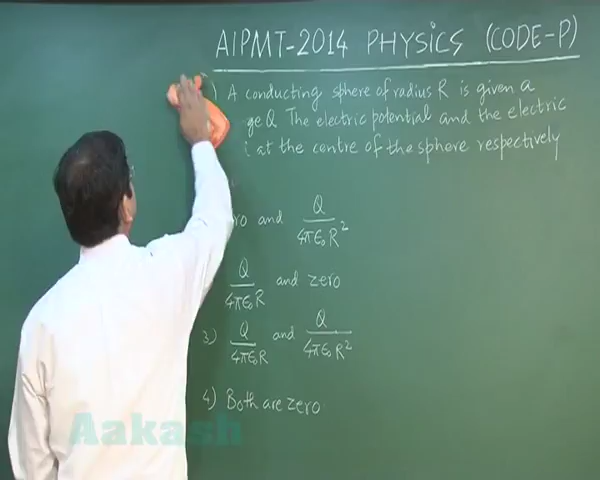 AIPMT-2014 PHYSICS (CODE-P)
) A conducting sphere of radius R is given a
ge Q The electric potential and the electric
at the centre of the sphere respectively
ro and Q / 4πε₀R²
Q / 4πε₀R and zero
3) Q / 4πε₀R and Q / 4πε₀R²
4) Both are zero
Aakash